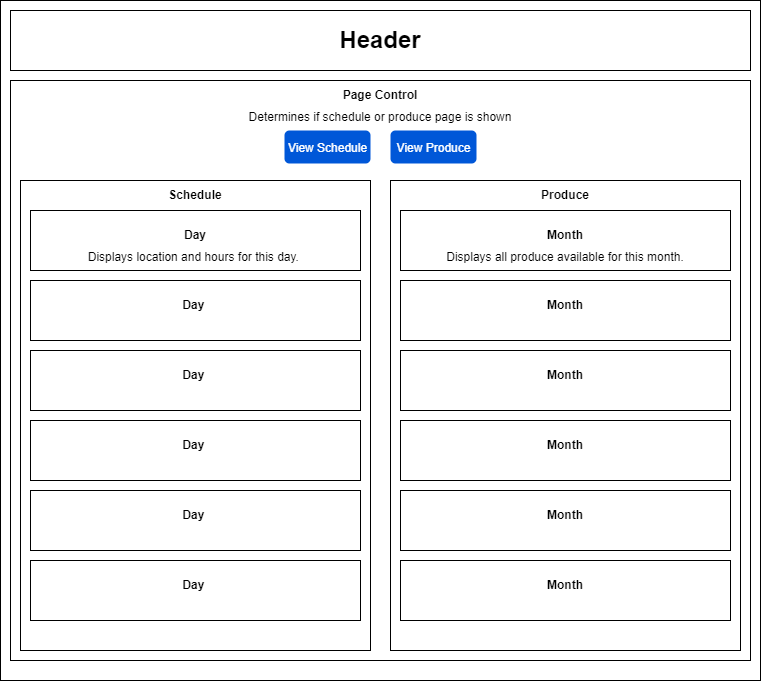 Header
Page Control
Determines if schedule or produce page is shown
View Schedule
View Produce
Schedule
Day
Displays location and hours for this day.
Day
Day
Day
Day
Day
Produce
Month
Displays all produce available for this month.
Month
Month
Month
Month
Month